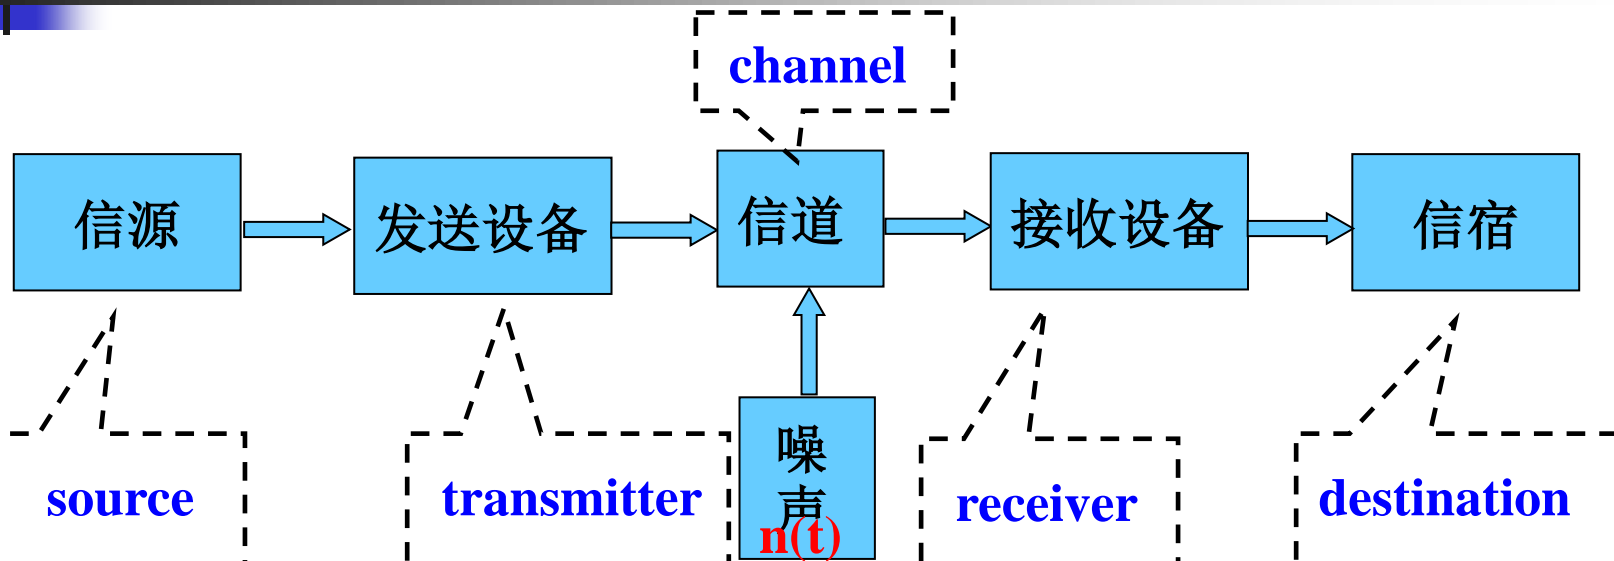 channel
信源
发送设备
信道
接收设备
信宿
噪
声
n(t)
source
transmitter
receiver
destination